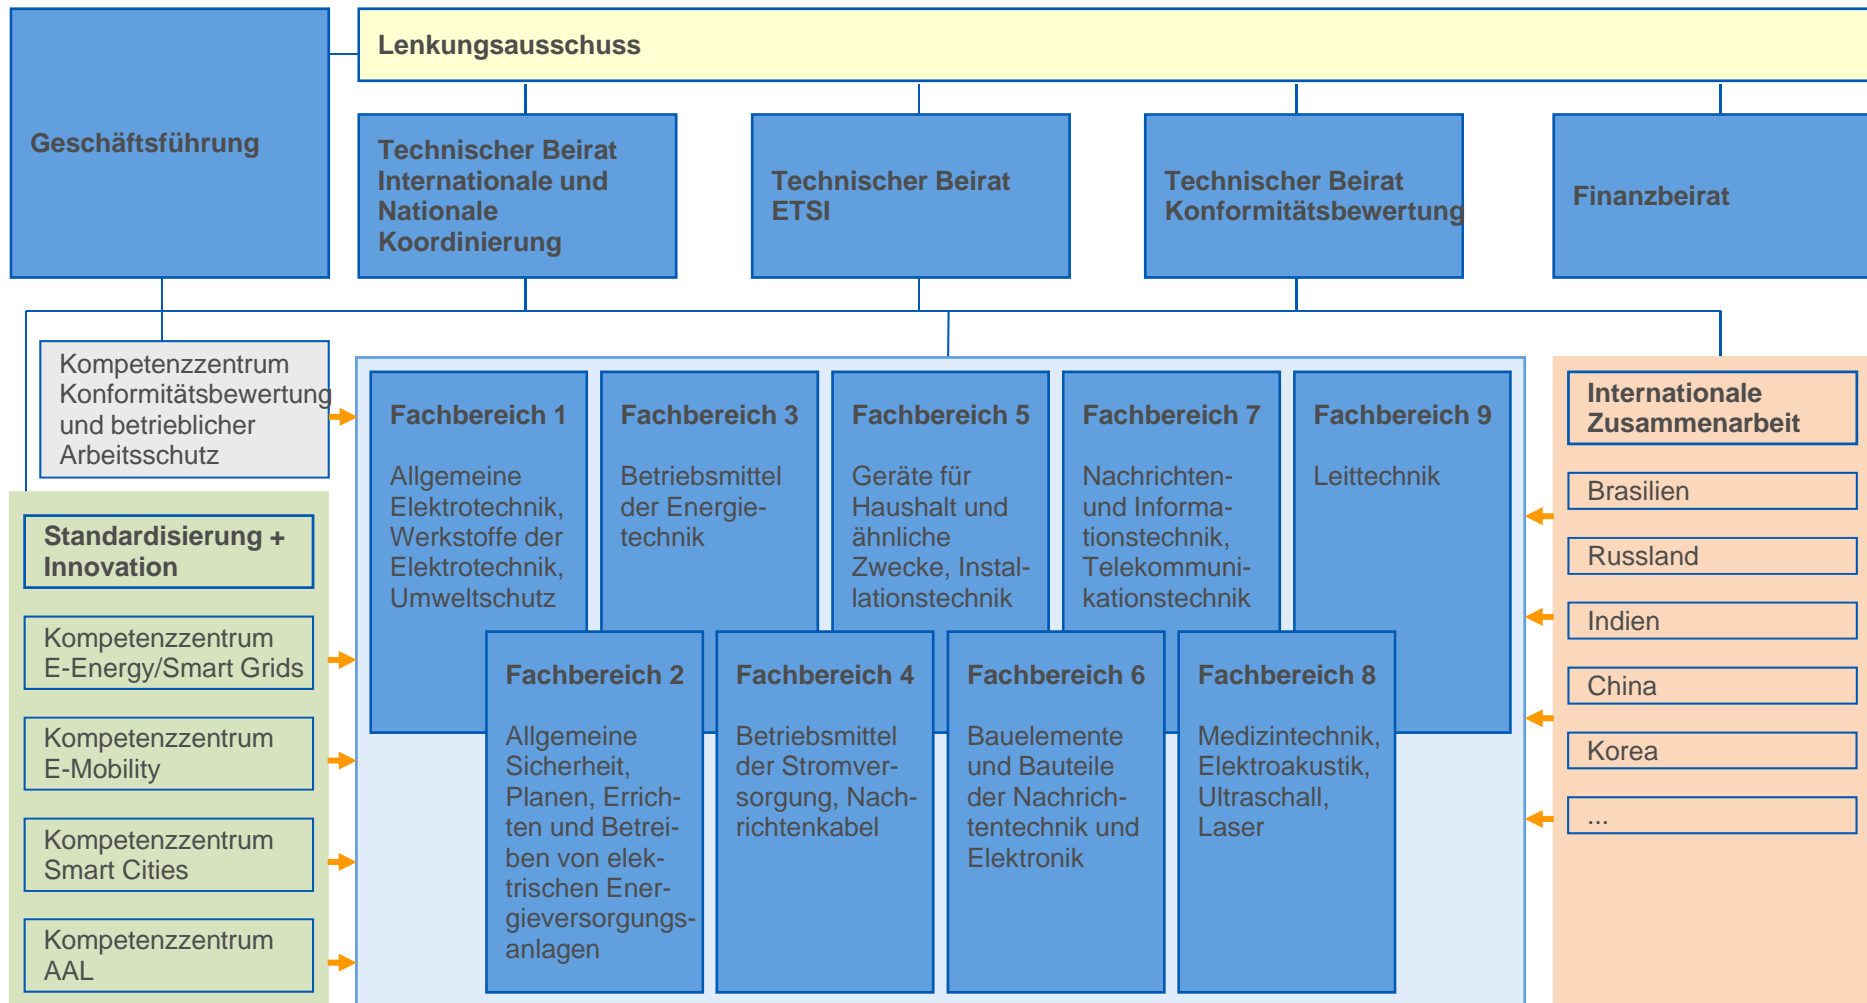 Lenkungsausschuss
Geschäftsführung
Technischer Beirat
Internationale und
Nationale
Koordinierung
Technischer Beirat
ETSI
Technischer Beirat
Konformitätsbewertung
Finanzbeirat
Kompetenzzentrum
Konformitätsbewertung
und betrieblicher
Arbeitsschutz
Standardisierung +
Innovation
Kompetenzzentrum
E-Energy/Smart Grids
Kompetenzzentrum
E-Mobility
Kompetenzzentrum
Smart Cities
Kompetenzzentrum
AAL
Fachbereich 1
Allgemeine
Elektrotechnik,
Werkstoffe der
Elektrotechnik,
Umweltschutz
Fachbereich 3
Betriebsmittel
der Energie-
technik
Fachbereich 5
Geräte für
Haushalt und
ähnliche
Zwecke, Instal-
lationstechnik
Fachbereich 7
Nachrichten-
und Informa-
tionstechnik,
Telekommuni-
kationstechnik
Fachbereich 9
Leittechnik
Fachbereich 2
Allgemeine
Sicherheit,
Planen, Errich-
ten und Betrei-
ben von elek-
trischen Ener-
gieversorgungs-
anlagen
Fachbereich 4
Betriebsmittel
der Stromver-
sorgung, Nach-
richtenkabel
Fachbereich 6
Bauelemente
und Bauteile
der Nachrich-
tentechnik und
Elektronik
Fachbereich 8
Medizintechnik,
Elektroakustik,
Ultraschall,
Laser
Internationale
Zusammenarbeit
Brasilien
Russland
Indien
China
Korea
...